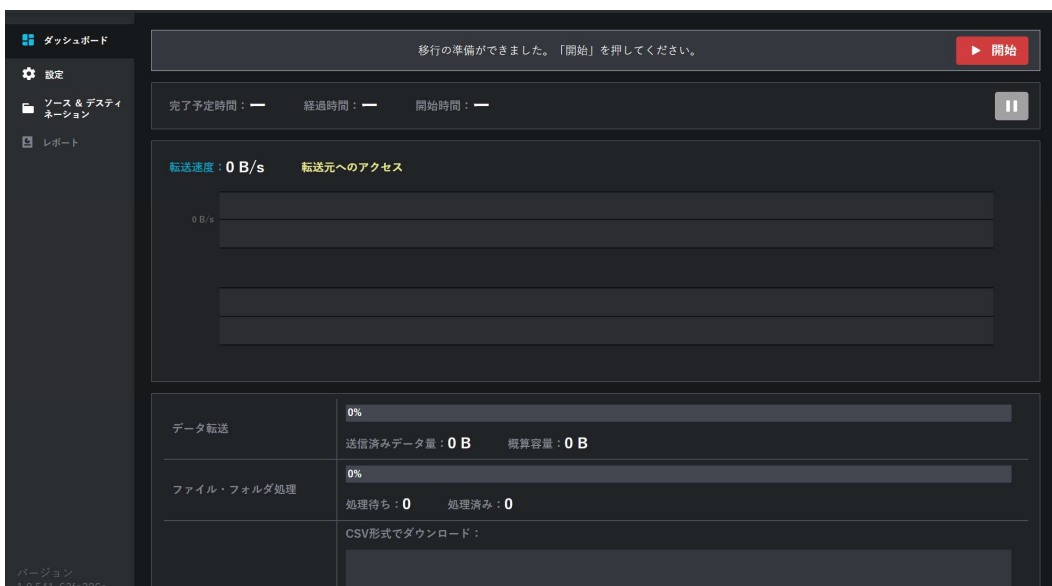 ダッシュボード
移行の準備ができました。「開始」を押してください。
開始
設定
ソース & デスティ
ネーション
レポート
完了予定時間：ー 経過時間：ー 開始時間：ー
転送速度：0 B/s 転送元へのアクセス
0 B/s
データ転送
0%
送信済みデータ量：0 B 概算容量：0 B
ファイル・フォルダ処理
0%
処理待ち：0 処理済み：0
CSV形式でダウンロード：
バージョン